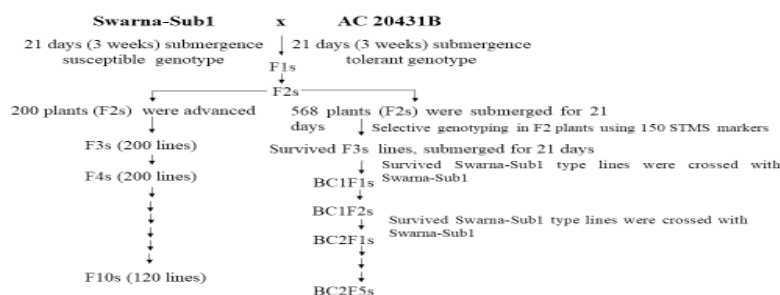 Swarna-Sub1 x AC 20431B
21 days (3 weeks) submergence
susceptible genotype
21 days (3 weeks) submergence
tolerant genotype
F1s
F2s
200 plants (F2s) were advanced
568 plants (F2s) were submerged for 21
days
Selective genotyping in F2 plants using 150 STMS markers
F3s (200 lines)
Survived F3s lines, submerged for 21 days
F4s (200 lines)
Survived Swarna-Sub1 type lines were crossed with
Swarna-Sub1
BC1F1s
BC1F2s
Survived Swarna-Sub1 type lines were crossed with
Swarna-Sub1
BC2F1s
F10s (120 lines)
BC2F5s